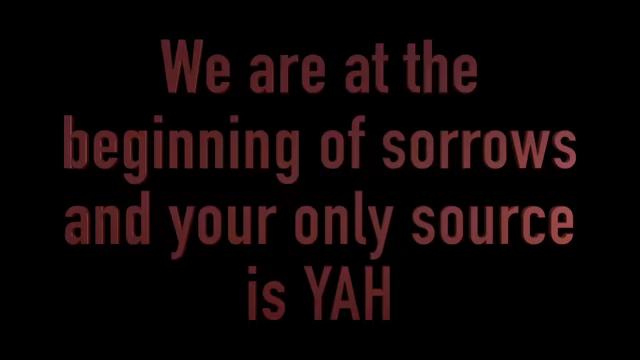 We are at the
beginning of sorrows
and your only source
is YAH